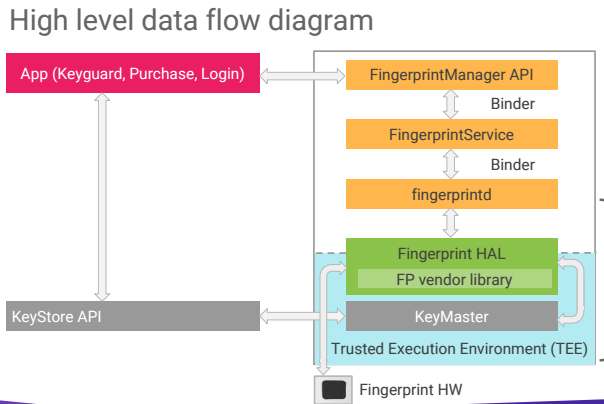 High level data flow diagram
App (Keyguard, Purchase, Login)
FingerprintManager API
Binder
FingerprintService
Binder
fingerprintd
Fingerprint HAL
FP vendor library
KeyStore API
KeyMaster
Trusted Execution Environment (TEE)
Fingerprint HW